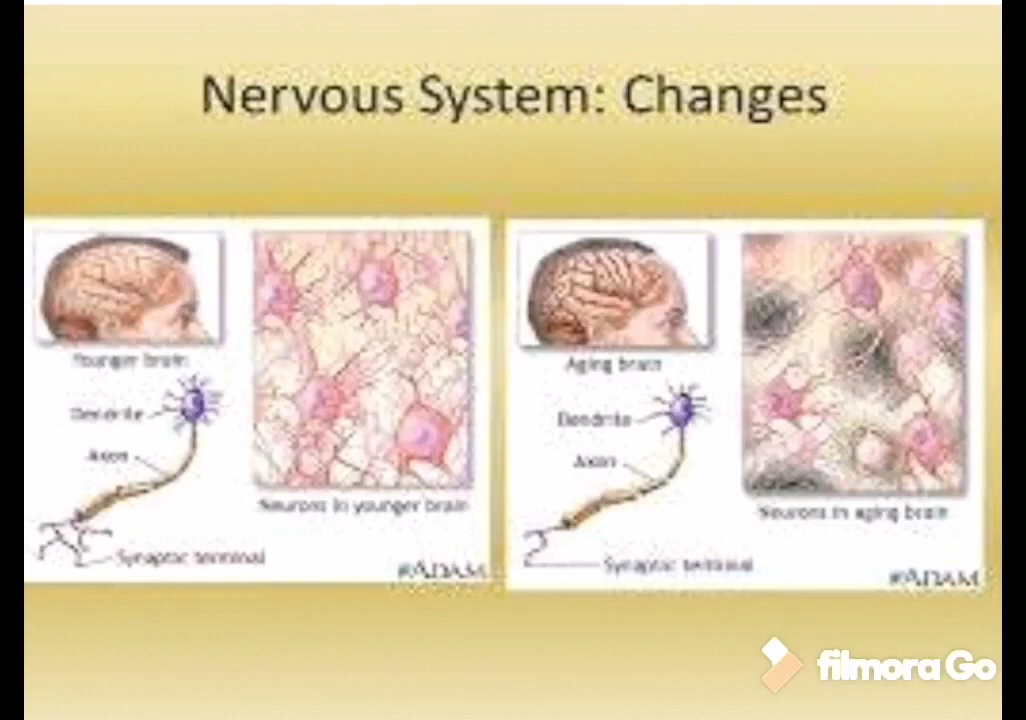 Nervous System: Changes
Younger brain
Dendrite
Axon
Synaptic terminal
Neurons in younger brain
ADAM
Aging brain
Dendrite
Axon
Synaptic terminal
Neurons in aging brain
ADAM
filmora Go